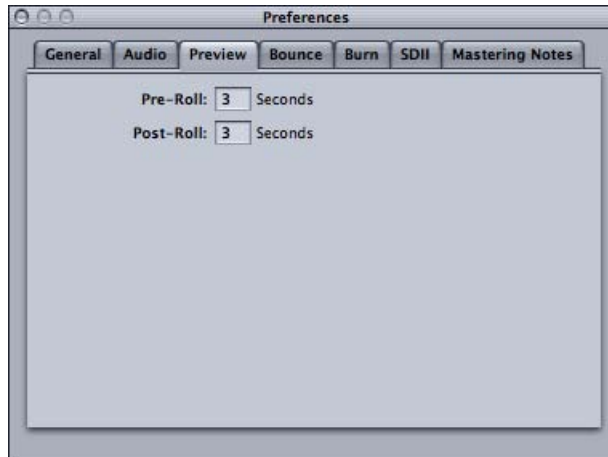 Preferences
General Audio Preview Bounce Burn SDII Mastering Notes
Pre-Roll: 3 Seconds
Post-Roll: 3 Seconds